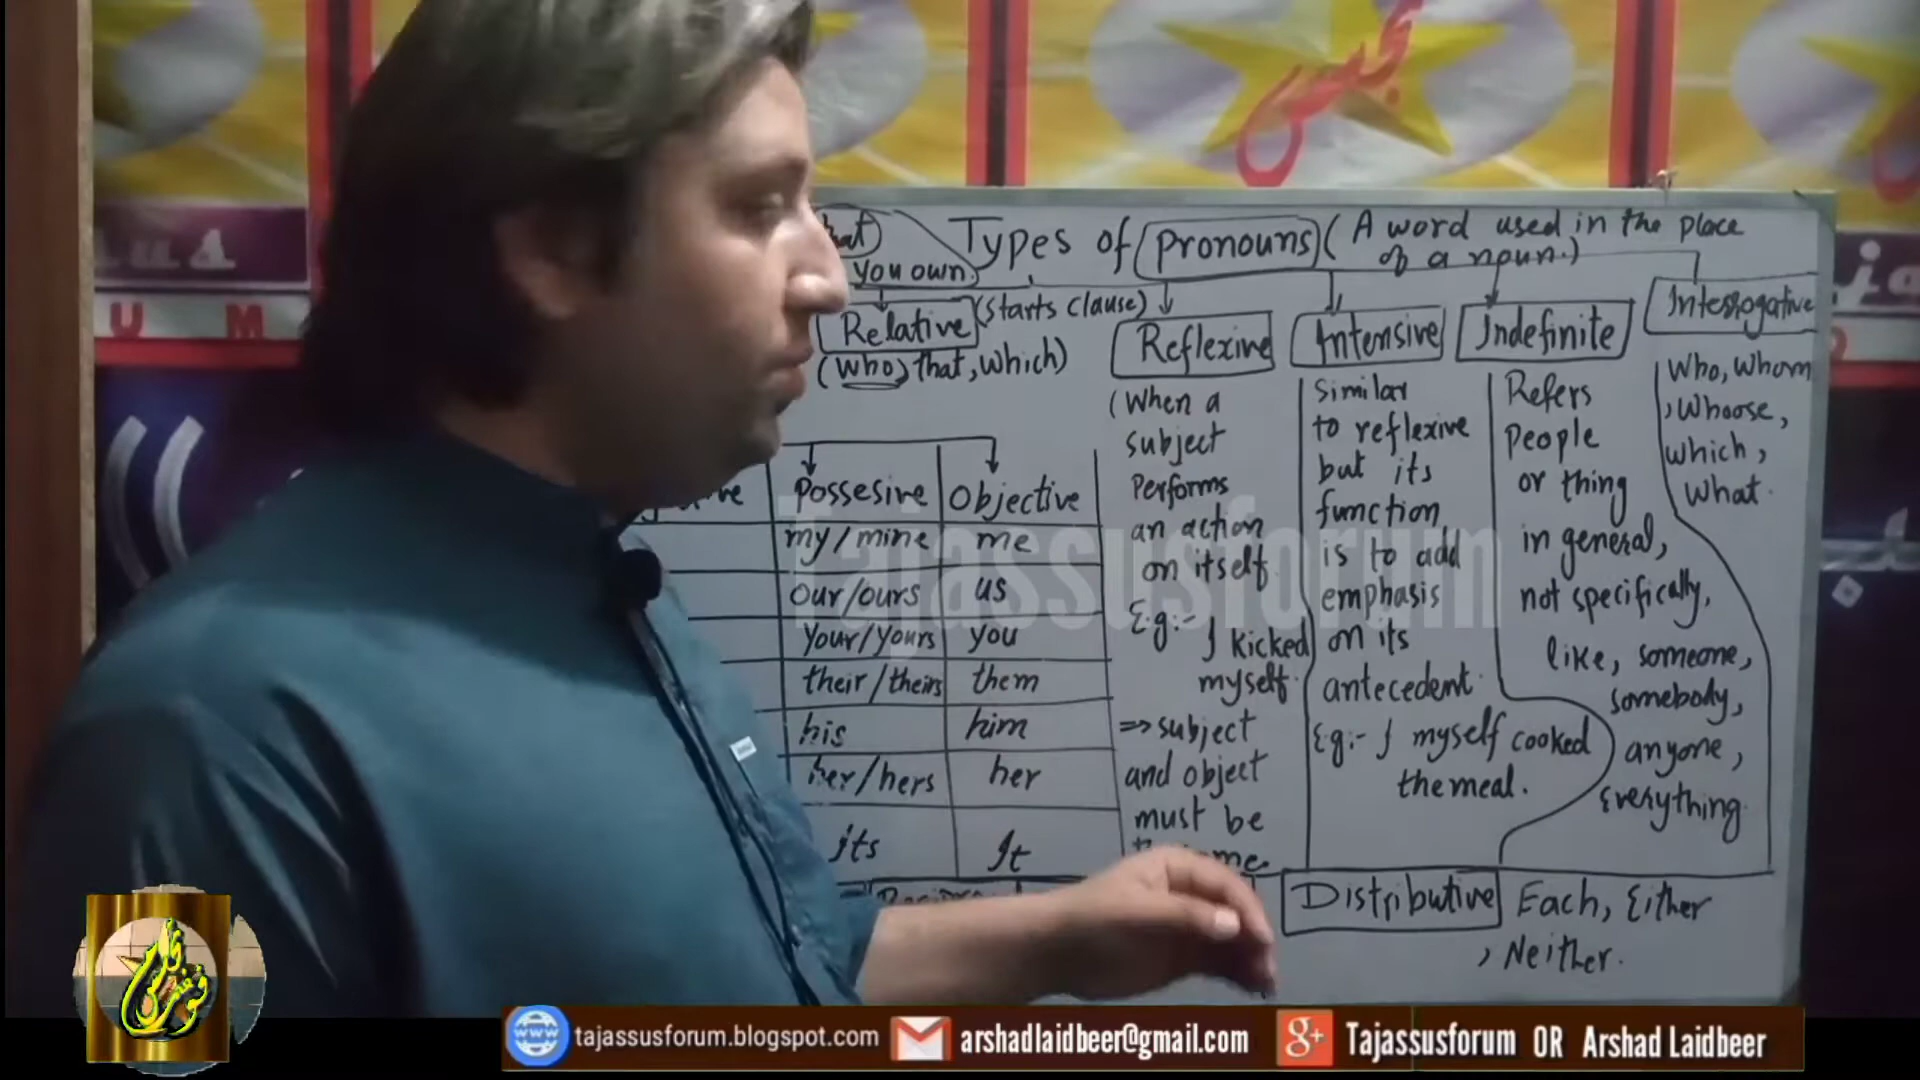 Types of Pronouns (A word used in the place
of a noun.)
you own.
Relative (starts clause)
(who, that, which)
Possesive
Objective
my/mine me
our/ours us
your/yours you
their/theirs them
his him
her/hers her
its It
Reflexive
(When a
subject
Performs
an action
on itself.
E.g:- I kicked
myself.
⇒ subject
and object
must be
Intensive
Similar
to reflexive
but its
function
is to add
emphasis
on its
antecedent.
Eg:- I myself cooked
the meal.
Indefinite
Refers
People
or thing
in general,
not specifically,
like, someone,
somebody,
anyone,
Everything.
Interrogative
Who, Whom
, Whoose,
which,
what.
Distributive Each, Either
, Neither.
Tajassusforum
تجسس
U M
tajassusforum.blogspot.com
arshadlaidbeer@gmail.com
g+ Tajassusforum OR Arshad Laidbeer
www